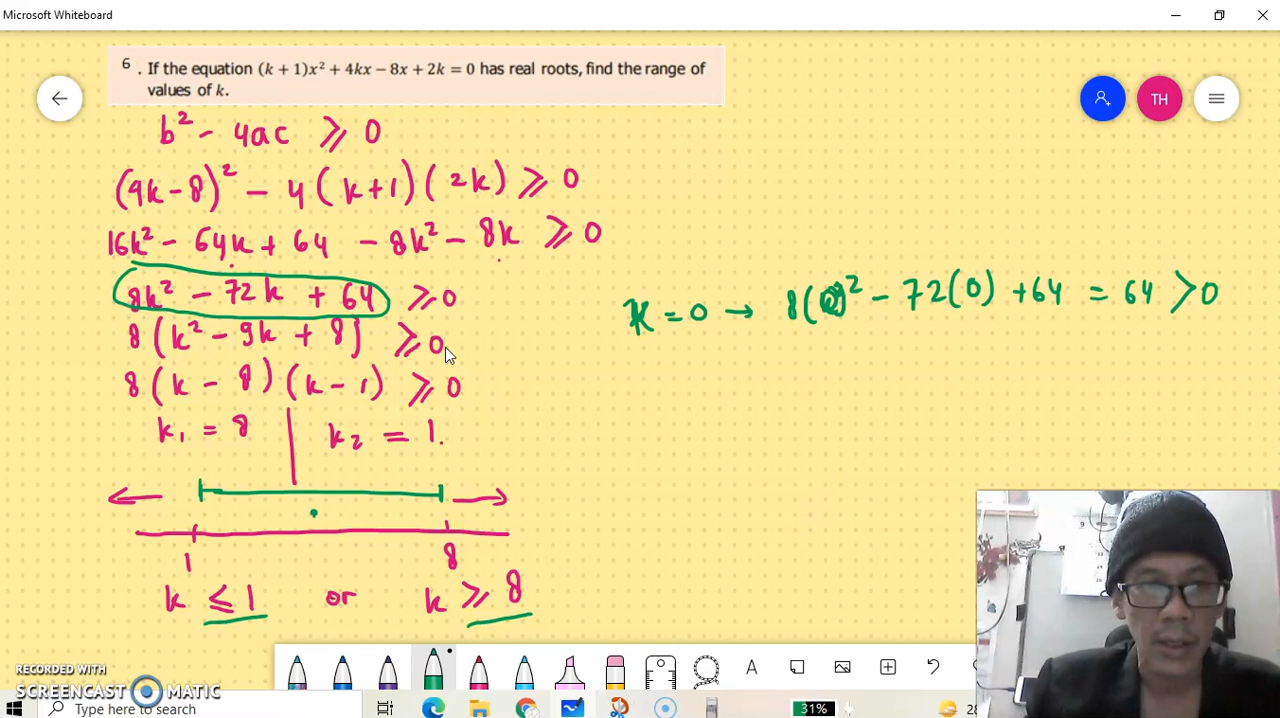 Microsoft Whiteboard
6 . If the equation (k + 1)x² + 4kx − 8x + 2k = 0 has real roots, find the range of
values of k.
TH
b² - 4ac ⩾ 0
(4k-8)² - 4(k+1)(2k) ⩾ 0
16k² - 64k + 64 - 8k² - 8k ⩾ 0
8k² - 72k + 64 ⩾ 0
k = 0 → 8(0)² - 72(0) + 64 = 64 > 0
8(k² - 9k + 8) ⩾ 0
8(k - 8)(k - 1) ⩾ 0
k₁ = 8 k₂ = 1.
1 8
k ⩽ 1 or k ⩾ 8
RECORDED WITH
SCREENCAST MATIC
Type here to search
31%
28